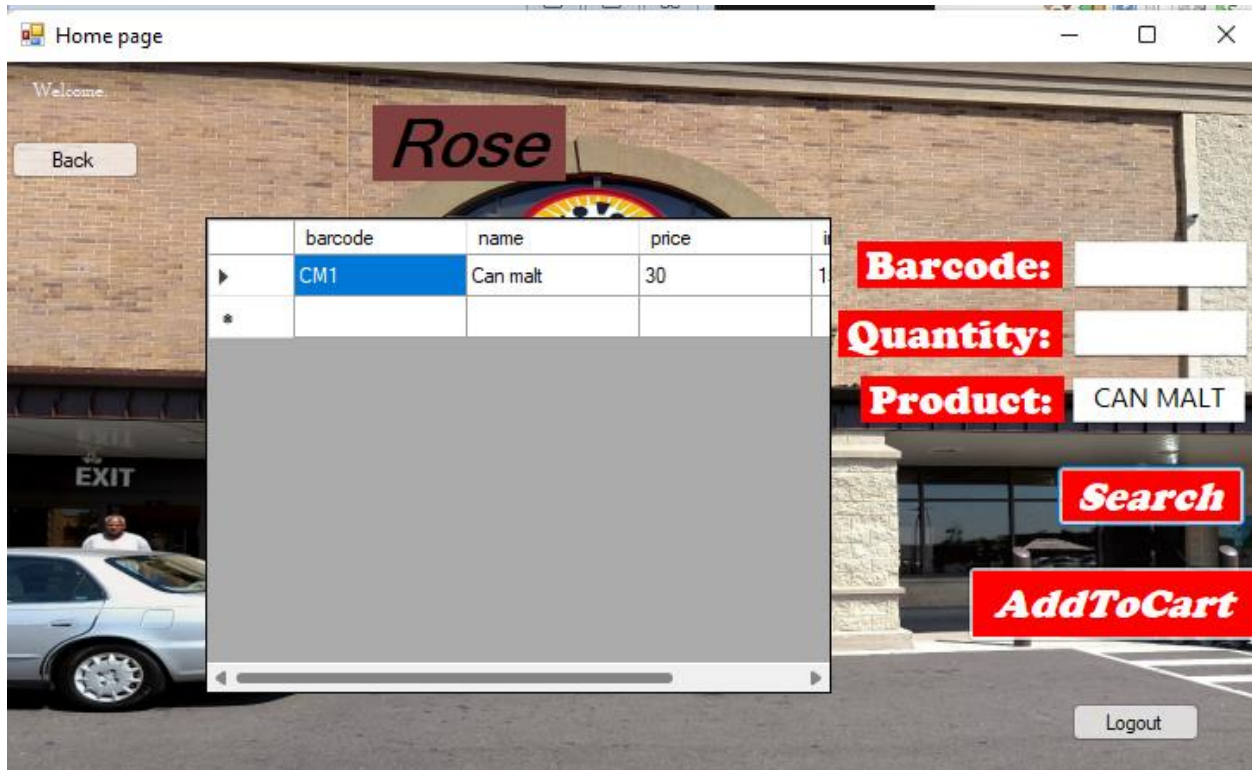 Home page
Welcome.
Rose
Back
barcode name price
CM1 Can malt 30
Barcode:
Quantity:
Product: CAN MALT
EXIT
Search
AddToCart
Logout